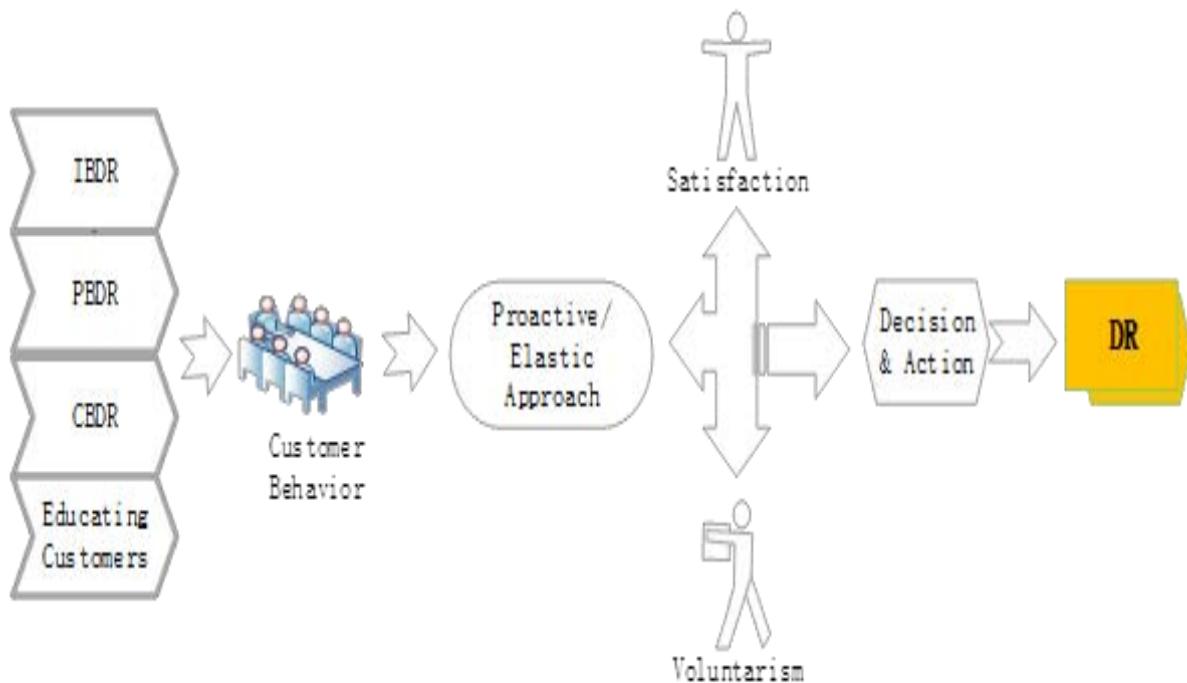 IBDR
PBDR
CBDR
Educating
Customers
Customer
Behavior
Proactive/
Elastic
Approach
Satisfaction
Voluntarism
Decision
& Action
DR